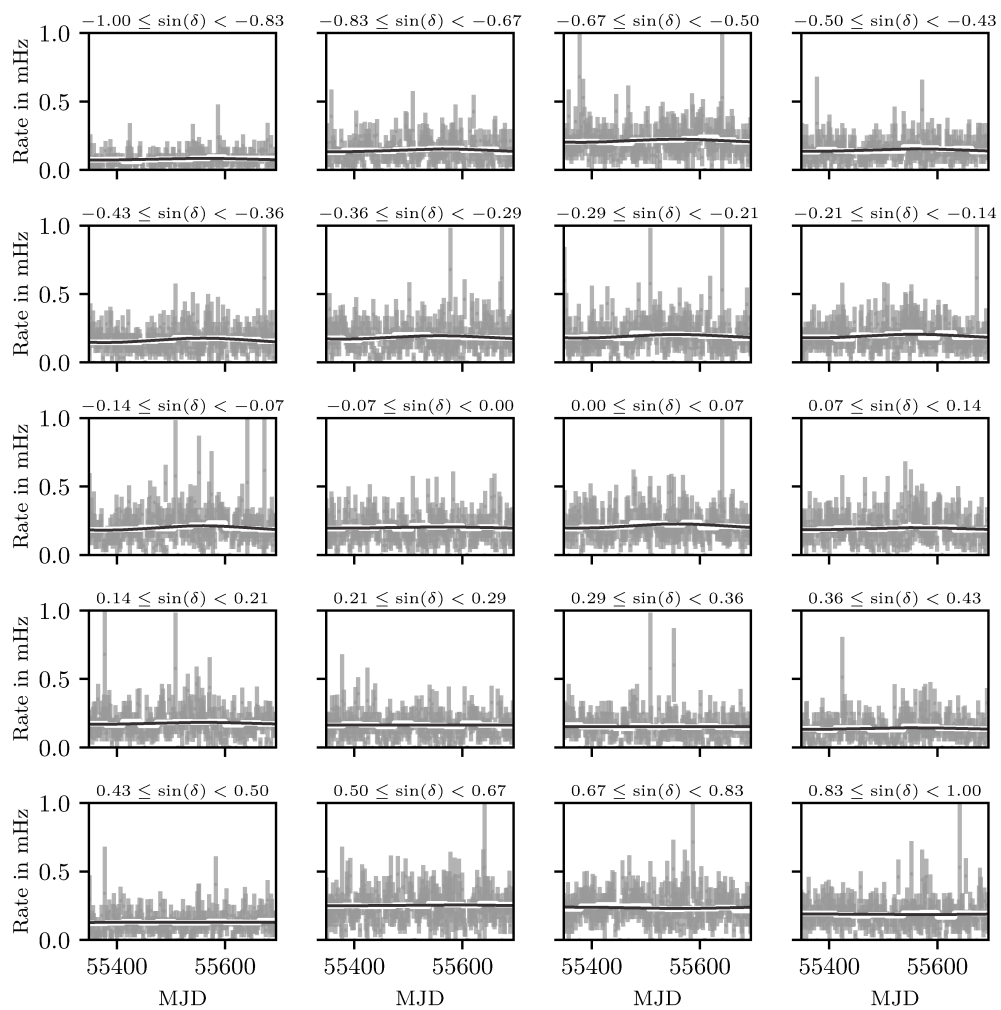 −1.00 ≤ sin(δ) < −0.83 −0.83 ≤ sin(δ) < −0.67 −0.67 ≤ sin(δ) < −0.50 −0.50 ≤ sin(δ) < −0.43
1.0
0.5
0.0
Rate in mHz
−0.43 ≤ sin(δ) < −0.36 −0.36 ≤ sin(δ) < −0.29 −0.29 ≤ sin(δ) < −0.21 −0.21 ≤ sin(δ) < −0.14
1.0
0.5
0.0
Rate in mHz
−0.14 ≤ sin(δ) < −0.07 −0.07 ≤ sin(δ) < 0.00 0.00 ≤ sin(δ) < 0.07 0.07 ≤ sin(δ) < 0.14
1.0
0.5
0.0
Rate in mHz
0.14 ≤ sin(δ) < 0.21 0.21 ≤ sin(δ) < 0.29 0.29 ≤ sin(δ) < 0.36 0.36 ≤ sin(δ) < 0.43
1.0
0.5
0.0
Rate in mHz
0.43 ≤ sin(δ) < 0.50 0.50 ≤ sin(δ) < 0.67 0.67 ≤ sin(δ) < 0.83 0.83 ≤ sin(δ) < 1.00
1.0
0.5
0.0
Rate in mHz
55400 55600 55400 55600 55400 55600 55400 55600
MJD MJD MJD MJD